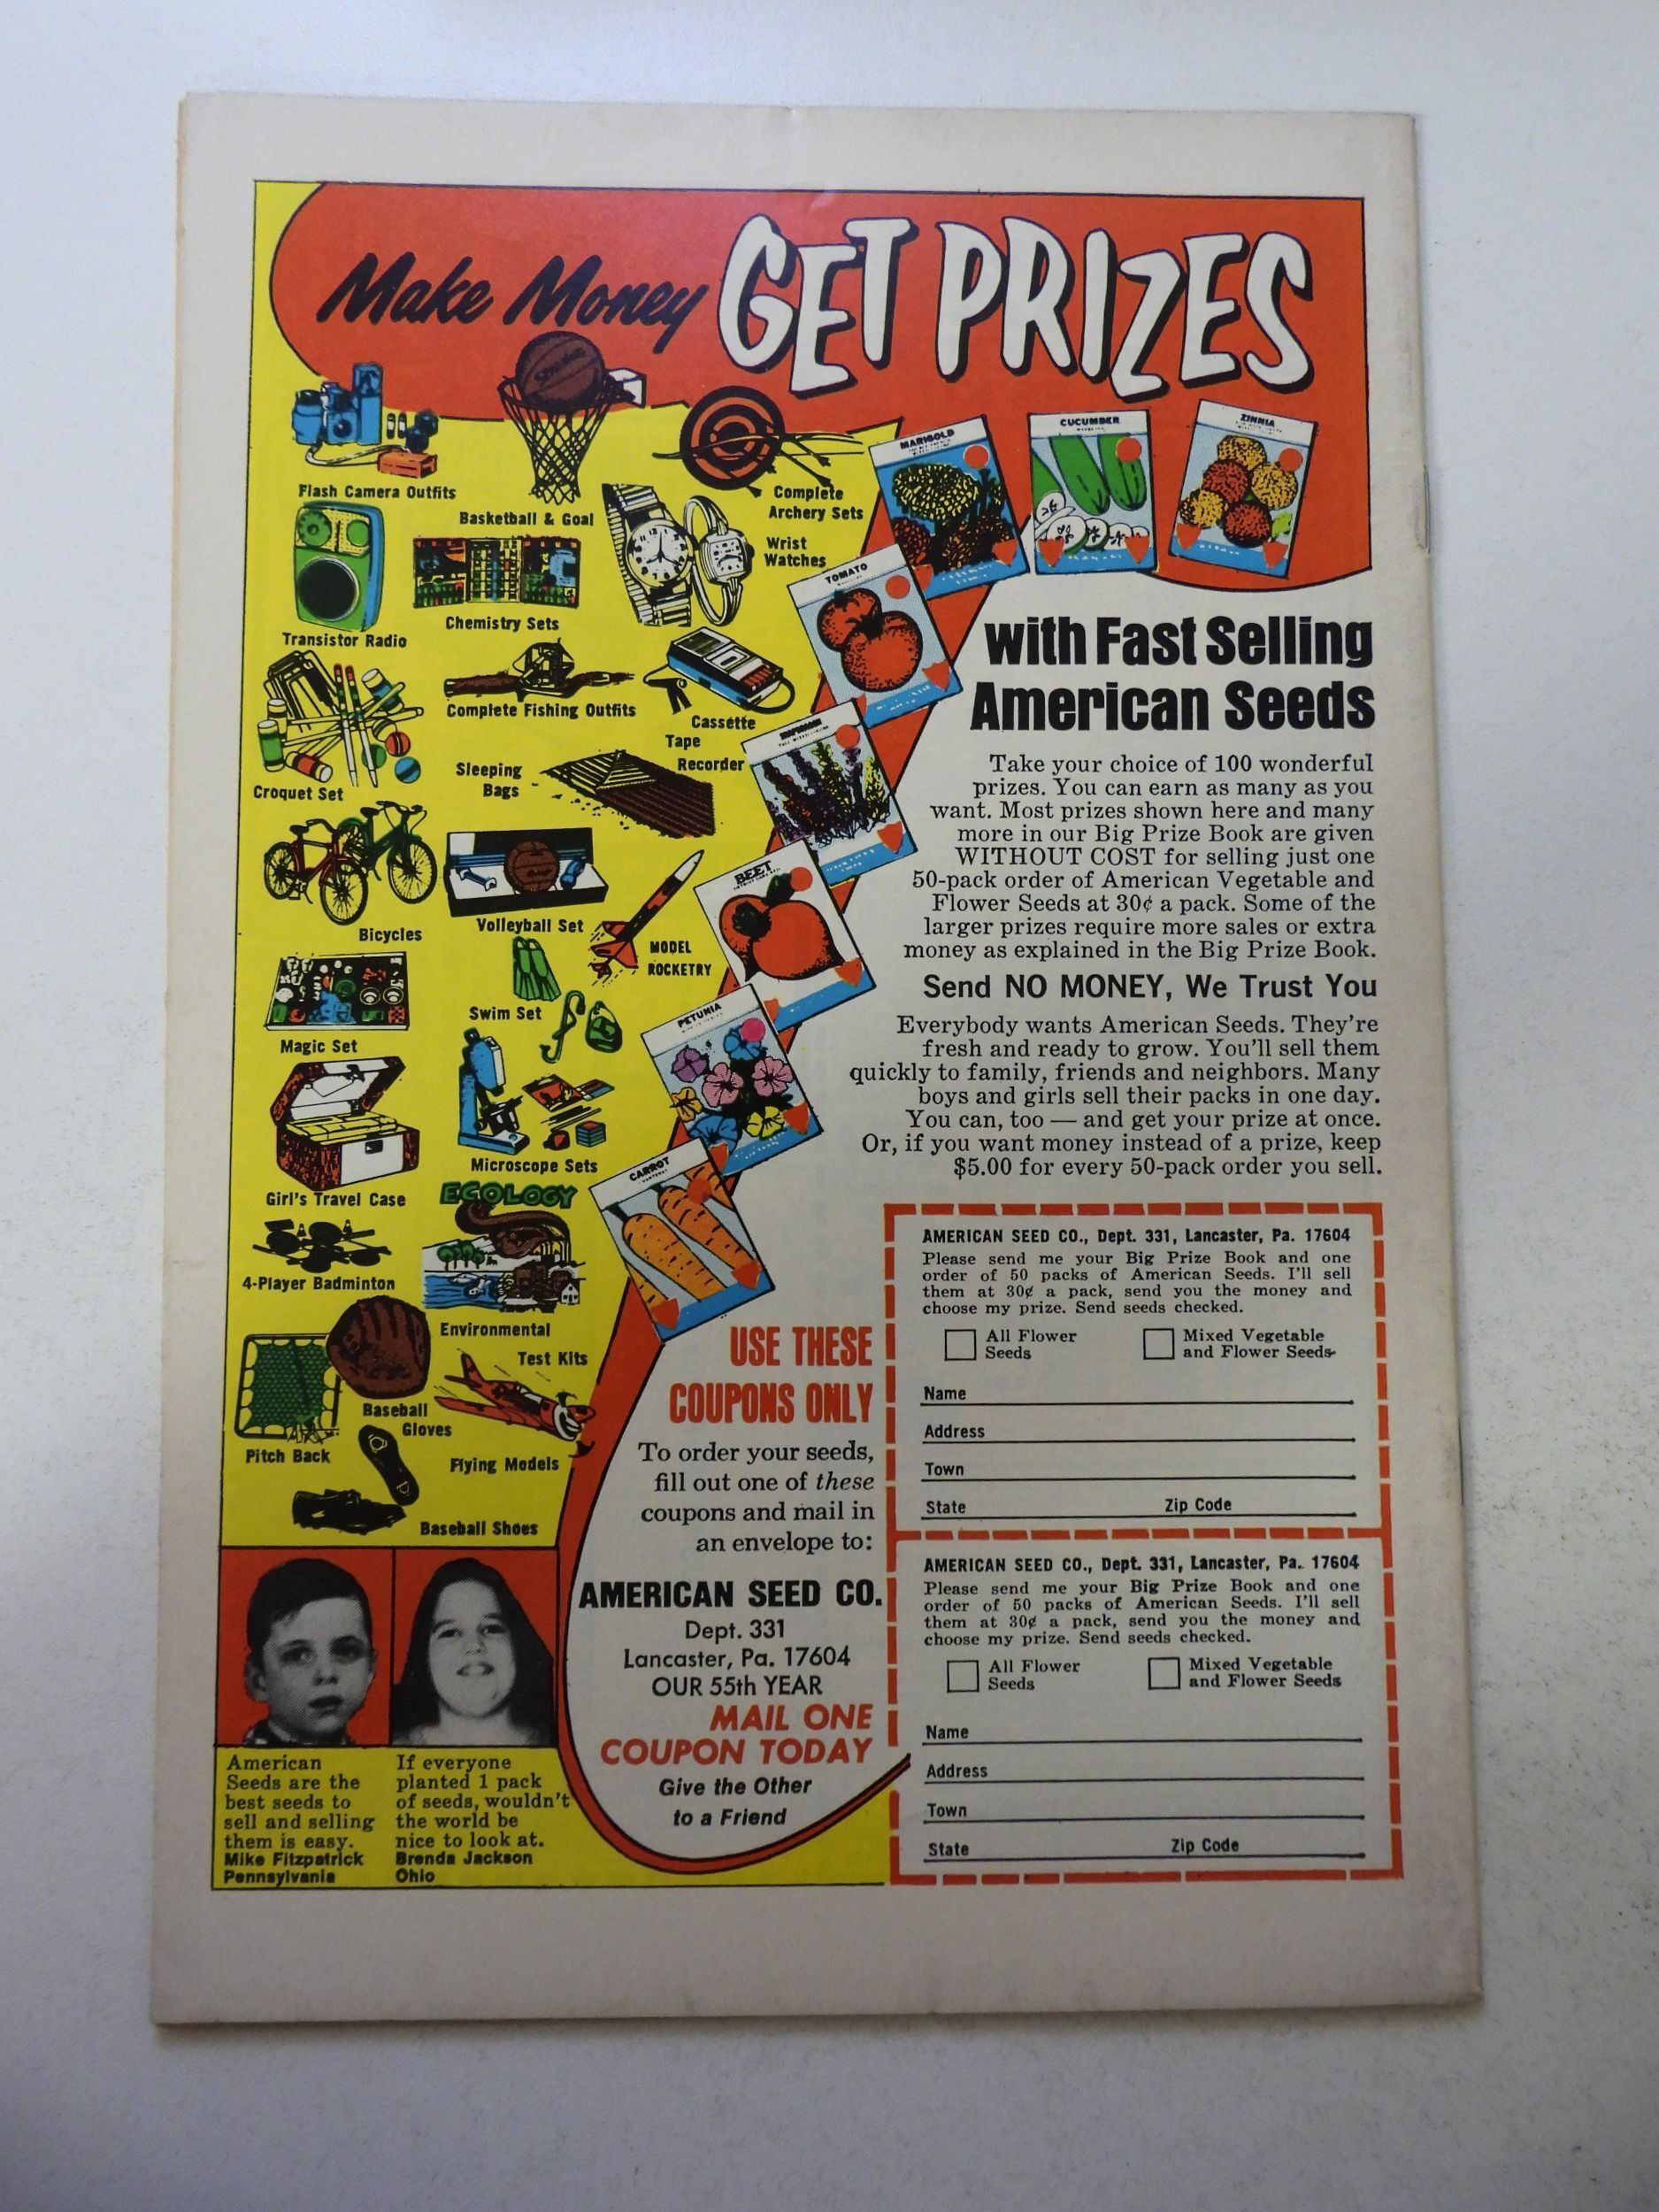 Make Money GET PRIZES
SPALDING
Flash Camera Outfits
Basketball & Goal
Complete
Archery Sets
Wrist
Watches
Transistor Radio
Chemistry Sets
Complete Fishing Outfits
Cassette
Tape
Recorder
Croquet Set
Sleeping
Bags
Bicycles
Volleyball Set
MODEL
ROCKETRY
Magic Set
Swim Set
Girl's Travel Case
Microscope Sets
ECOLOGY
4-Player Badminton
Environmental
Test Kits
Pitch Back
Baseball
Gloves
Flying Models
Baseball Shoes
MARIGOLD
CUCUMBER
ZINNIA
TOMATO
BEET
PETUNIA
CARROT
with Fast Selling
American Seeds
Take your choice of 100 wonderful
prizes. You can earn as many as you
want. Most prizes shown here and many
more in our Big Prize Book are given
WITHOUT COST for selling just one
50-pack order of American Vegetable and
Flower Seeds at 30¢ a pack. Some of the
larger prizes require more sales or extra
money as explained in the Big Prize Book.
Send NO MONEY, We Trust You
Everybody wants American Seeds. They're
fresh and ready to grow. You'll sell them
quickly to family, friends and neighbors. Many
boys and girls sell their packs in one day.
You can, too — and get your prize at once.
Or, if you want money instead of a prize, keep
$5.00 for every 50-pack order you sell.
USE THESE
COUPONS ONLY
To order your seeds,
fill out one of these
coupons and mail in
an envelope to:
AMERICAN SEED CO.
Dept. 331
Lancaster, Pa. 17604
OUR 55th YEAR
MAIL ONE
COUPON TODAY
Give the Other
to a Friend
AMERICAN SEED CO., Dept. 331, Lancaster, Pa. 17604
Please send me your Big Prize Book and one
order of 50 packs of American Seeds. I'll sell
them at 30¢ a pack, send you the money and
choose my prize. Send seeds checked.
All Flower
Seeds
Mixed Vegetable
and Flower Seeds
Name
Address
Town
State Zip Code
AMERICAN SEED CO., Dept. 331, Lancaster, Pa. 17604
Please send me your Big Prize Book and one
order of 50 packs of American Seeds. I'll sell
them at 30¢ a pack, send you the money and
choose my prize. Send seeds checked.
All Flower
Seeds
Mixed Vegetable
and Flower Seeds
Name
Address
Town
State Zip Code
American
Seeds are the
best seeds to
sell and selling
them is easy.
Mike Fitzpatrick
Pennsylvania
If everyone
planted 1 pack
of seeds, wouldn't
the world be
nice to look at.
Brenda Jackson
Ohio